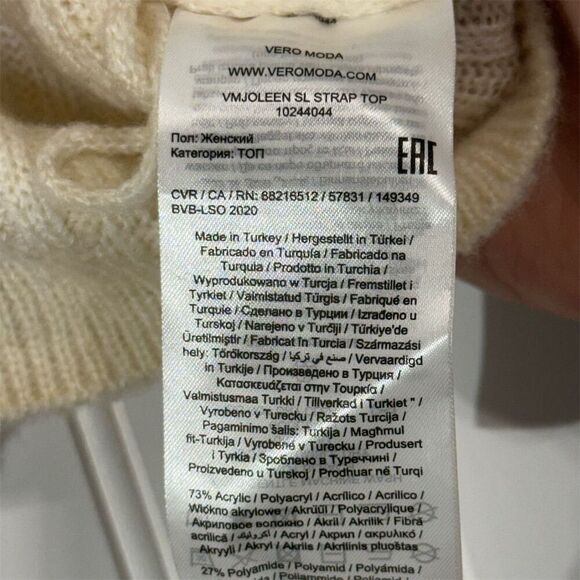 VERO MODA
WWW.VEROMODA.COM
VMJOLEEN SL STRAP TOP
10244044
Пол: Женский
Категория: ТОП
EAC
CVR / CA / RN: 68216512 / 57831 / 149349
BVB-LSO 2020
Made in Turkey / Hergestellt in Türkei /
Fabricado en Turquía / Fabricado na
Turquia / Prodotto in Turchia /
Wyprodukowano w Turcja / Fremstillet i
Tyrkiet / Valmistatud Türgis / Fabriqué en
Turquie / Сделано в Турции / Izrađeno u
Turskoj / Narejeno v Turčiji / Türkiye'de
Üretilmiştir / Fabricat în Turcia / Származási
hely: Törökország / صنع في تركيا / Vervaardigd
in Turkije / Произведено в Турция /
Κατασκευάζεται στην Τουρκία /
Valmistusmaa Turkki / Tillverkad i Turkiet " /
Vyrobeno v Turecku / Ražots Turcija /
Pagaminimo šalis: Turkija / Magħmul
fit-Turkija / Vyrobené v Turecku / Produsert
i Tyrkia / Зроблено в Туреччині /
Proizvedeno u Turskoj / Prodhuar në Turqi
73% Acrylic / Polyacryl / Acrílico / Acrilico /
Włókno akrylowe / Akrüül / Polyacrylique /
Акриловое волокно / Akril / Akrilik / Fibră
acrilică / أكريليك / Acryl / Акрил / ακρυλικό /
Akryyli / Akryl / Akrils / Akrilinis pluoštas
27% Polyamide / Polyamid / Poliamida /